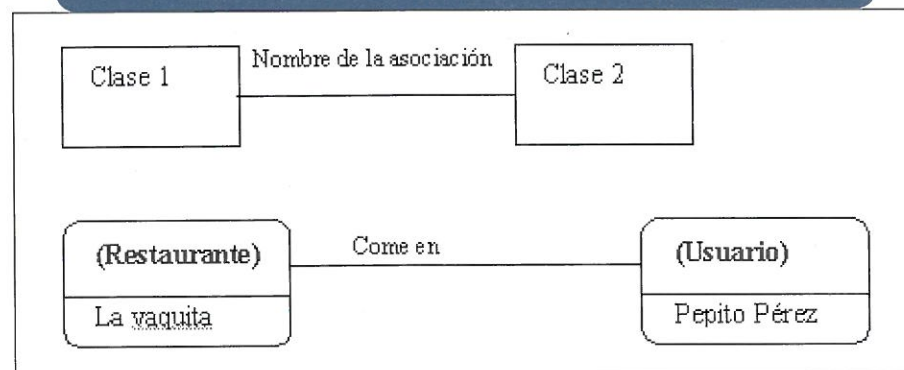 Clase 1
Nombre de la asociación
Clase 2
(Restaurante)
Come en
(Usuario)
La vaquita
Pepito Pérez